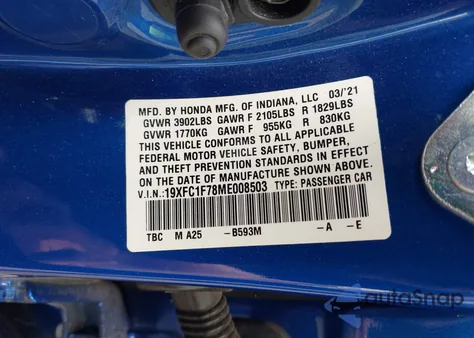 MFD. BY HONDA MFG. OF INDIANA, LLC 03/'21
GVWR 3902LBS GAWR F 2105LBS R 1829LBS
GVWR 1770KG GAWR F 955KG R 830KG
THIS VEHICLE CONFORMS TO ALL APPLICABLE
FEDERAL MOTOR VEHICLE SAFETY, BUMPER,
AND THEFT PREVENTION STANDARDS IN EFFECT
ON THE DATE OF MANUFACTURE SHOWN ABOVE.
V.I.N.: 19XFC1F78ME008503 TYPE: PASSENGER CAR
TBC M A25 -B593M -A -E
autoSnap